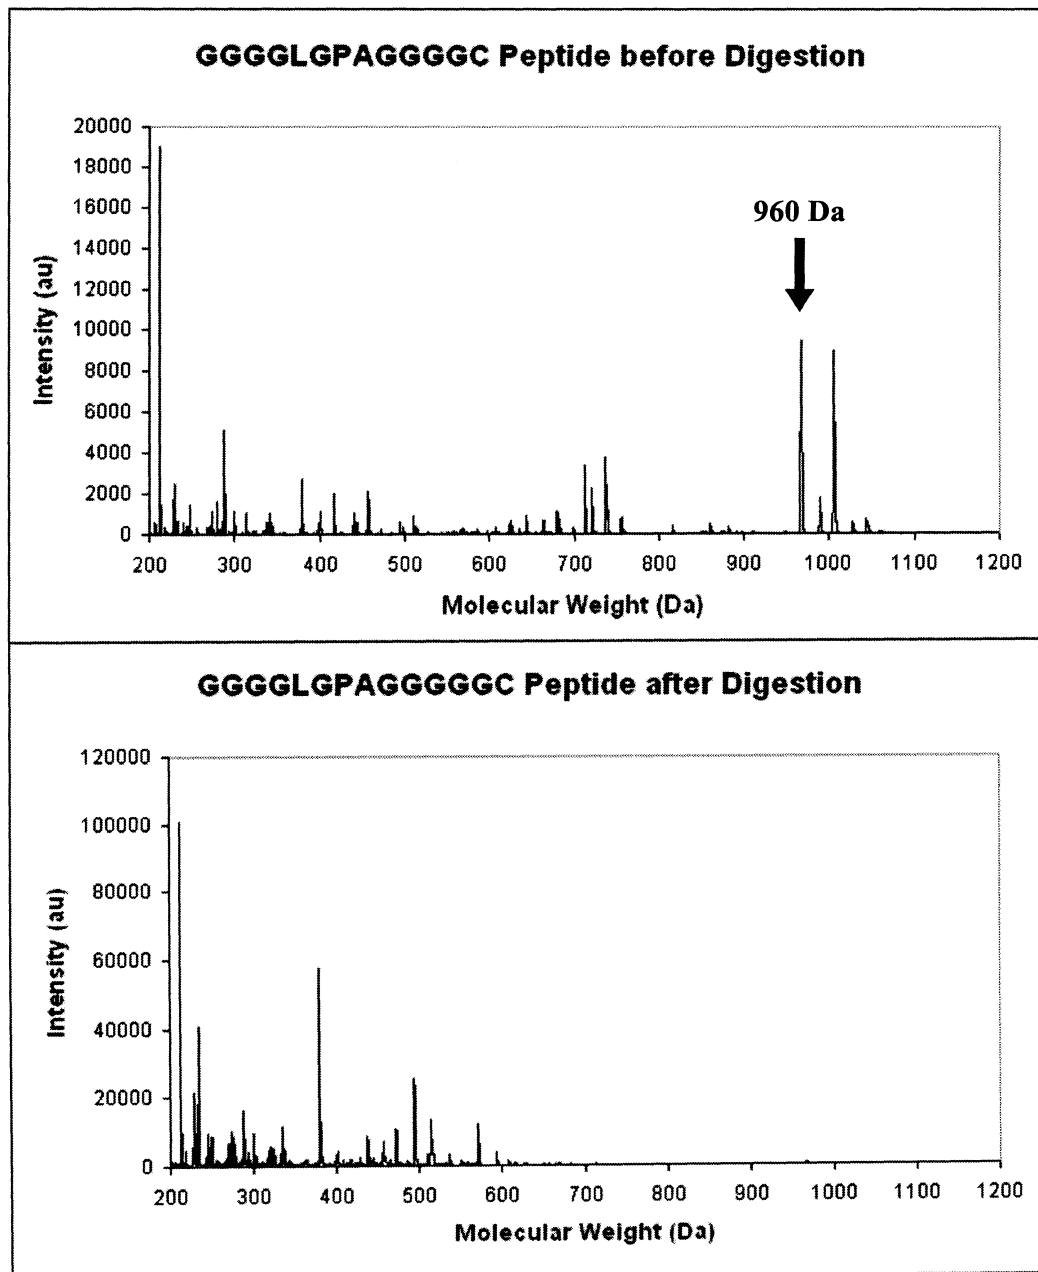 GGGGLGPAGGGGC Peptide before Digestion
20000
18000
16000
14000
12000
10000
8000
6000
4000
2000
0
Intensity (au)
960 Da
200 300 400 500 600 700 800 900 1000 1100 1200
Molecular Weight (Da)
GGGGLGPAGGGGGC Peptide after Digestion
120000
100000
80000
60000
40000
20000
0
Intensity (au)
200 300 400 500 600 700 800 900 1000 1100 1200
Molecular Weight (Da)